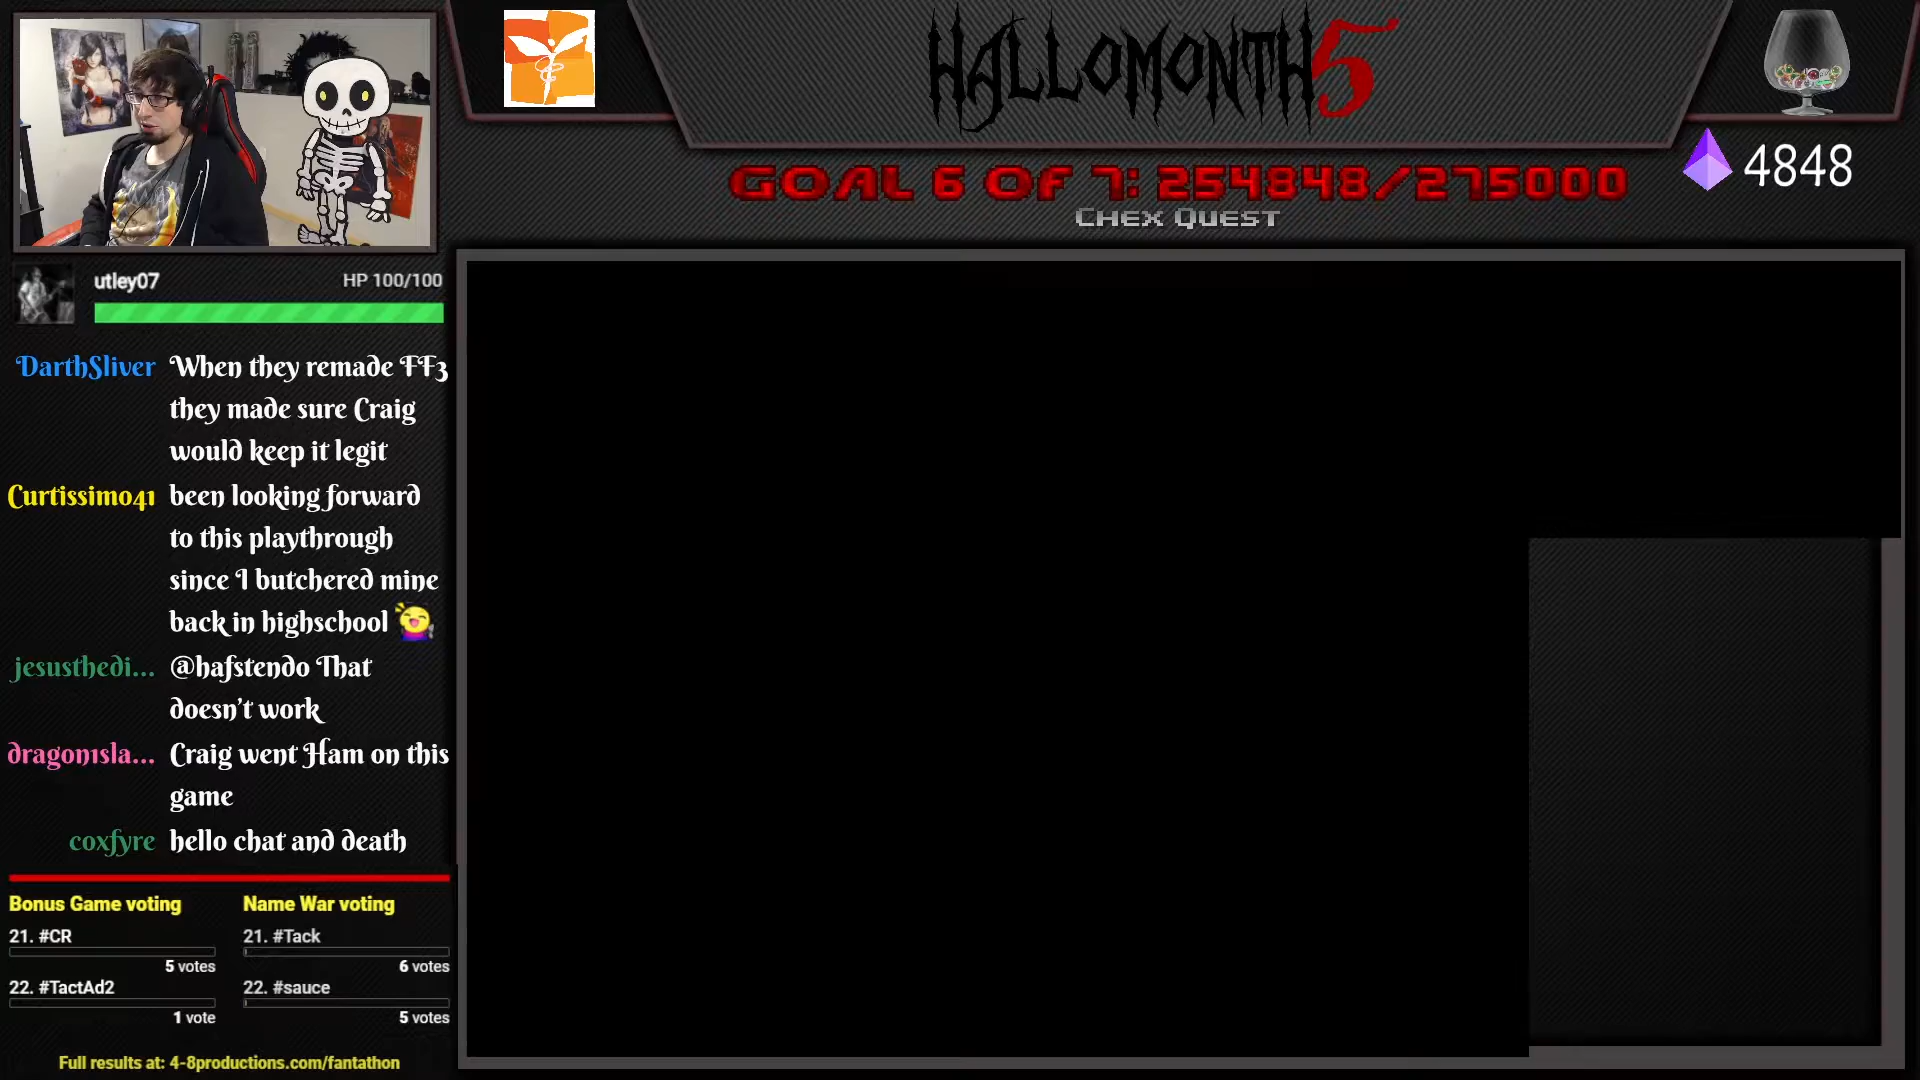 HALLOMONTH5
4848
GOAL 6 OF 7: 254848/275000
CHEX QUEST
utley07
HP 100/100
DarthSliver When they remade FF3
they made sure Craig
would keep it legit
Curtissimo41 been looking forward
to this playthrough
since I butchered mine
back in highschool
jesusthedi... @hafstendo That
doesn't work
dragon1sla... Craig went Ham on this
game
coxfyre hello chat and death
Bonus Game voting
21. #CR
5 votes
22. #TactAd2
1 vote
Name War voting
21. #Tack
6 votes
22. #sauce
5 votes
Full results at: 4-8productions.com/fantathon